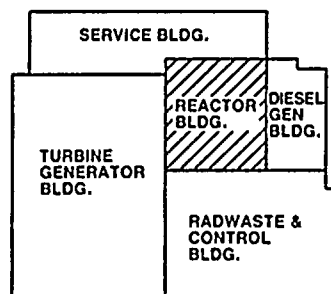 SERVICE BLDG.
REACTOR
BLDG.
DIESEL
GEN
BLDG.
TURBINE
GENERATOR
BLDG.
RADWASTE &
CONTROL
BLDG.